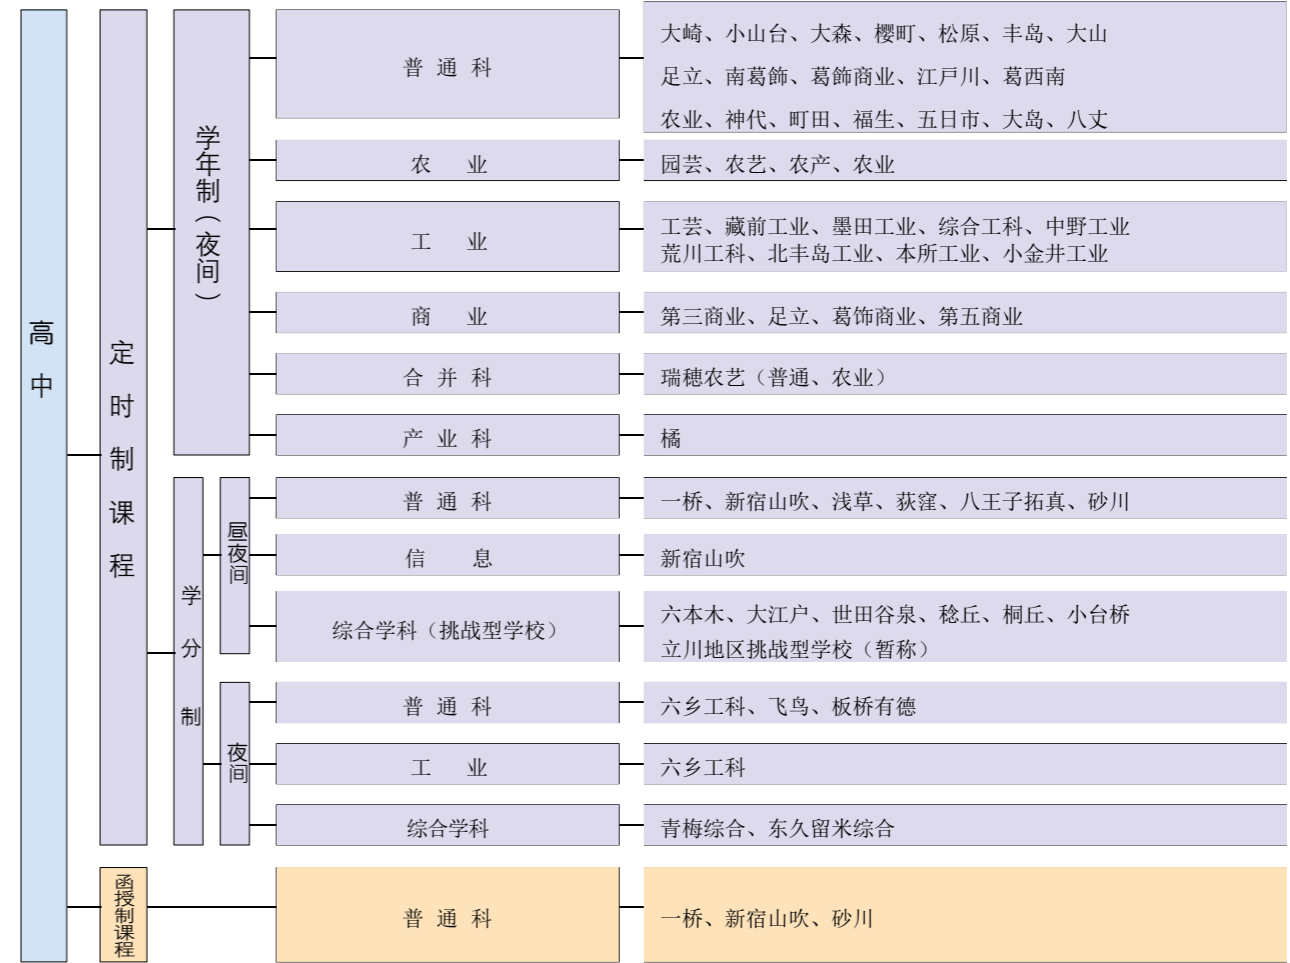 高中
定时制课程
学年制（夜间）
普通科
大崎、小山台、大森、樱町、松原、丰岛、大山
足立、南葛飾、葛飾商业、江戸川、葛西南
农业、神代、町田、福生、五日市、大岛、八丈
农业
园芸、农艺、农产、农业
工业
工芸、藏前工业、墨田工业、综合工科、中野工业
荒川工科、北丰岛工业、本所工业、小金井工业
商业
第三商业、足立、葛饰商业、第五商业
合并科
瑞穗农艺（普通、农业）
产业科
橘
学分制
昼夜间
普通科
一桥、新宿山吹、浅草、荻窪、八王子拓真、砂川
信息
新宿山吹
综合学科（挑战型学校）
六本木、大江户、世田谷泉、稔丘、桐丘、小台桥
立川地区挑战型学校（暂称）
夜间
普通科
六乡工科、飞鸟、板桥有德
工业
六乡工科
综合学科
青梅综合、东久留米综合
函授制课程
普通科
一桥、新宿山吹、砂川